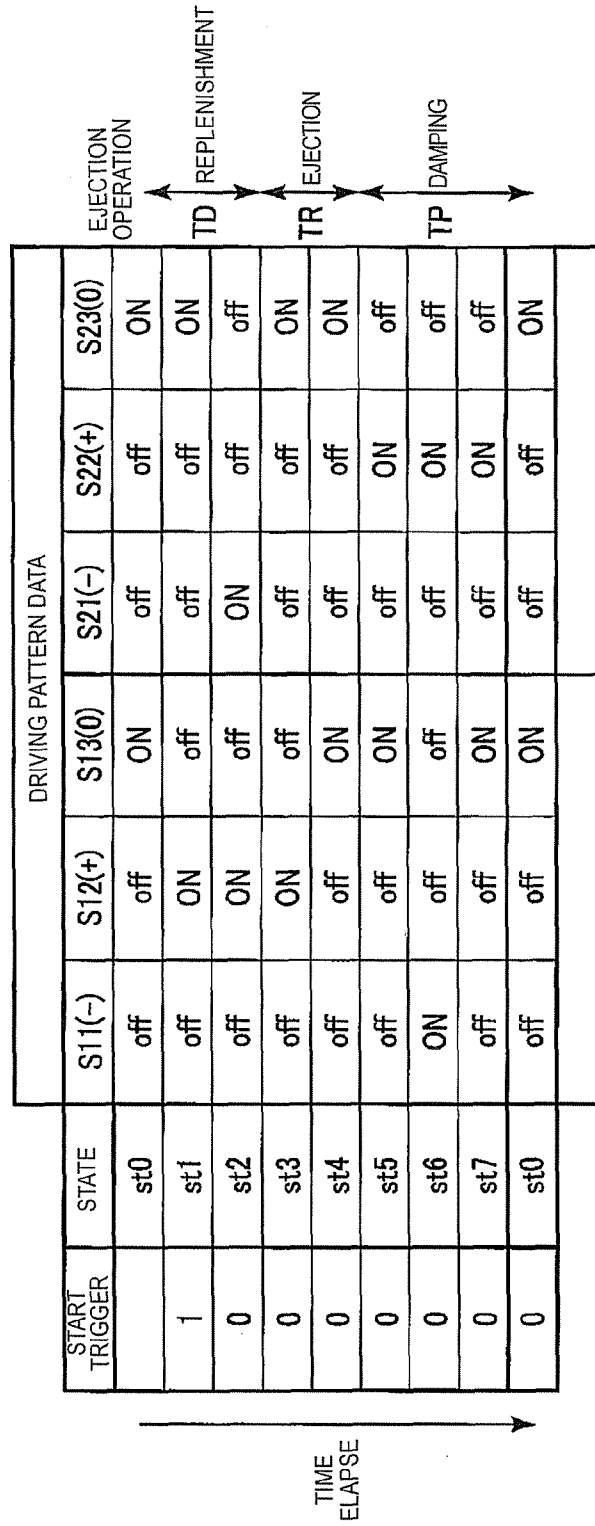 DRIVING PATTERN DATA
START TRIGGER STATE S11(−) S12(+) S13(0) S21(−) S22(+) S23(0) EJECTION OPERATION
st0 off off ON off off ON
1 st1 off ON off off off ON
0 st2 off ON off ON off off
0 st3 off ON off off off ON
0 st4 off off ON off off ON
0 st5 off off ON off ON off
0 st6 ON off off off ON off
0 st7 off off ON off ON off
0 st0 off off ON off off ON
TD REPLENISHMENT
TR EJECTION
TP DAMPING
TIME ELAPSE